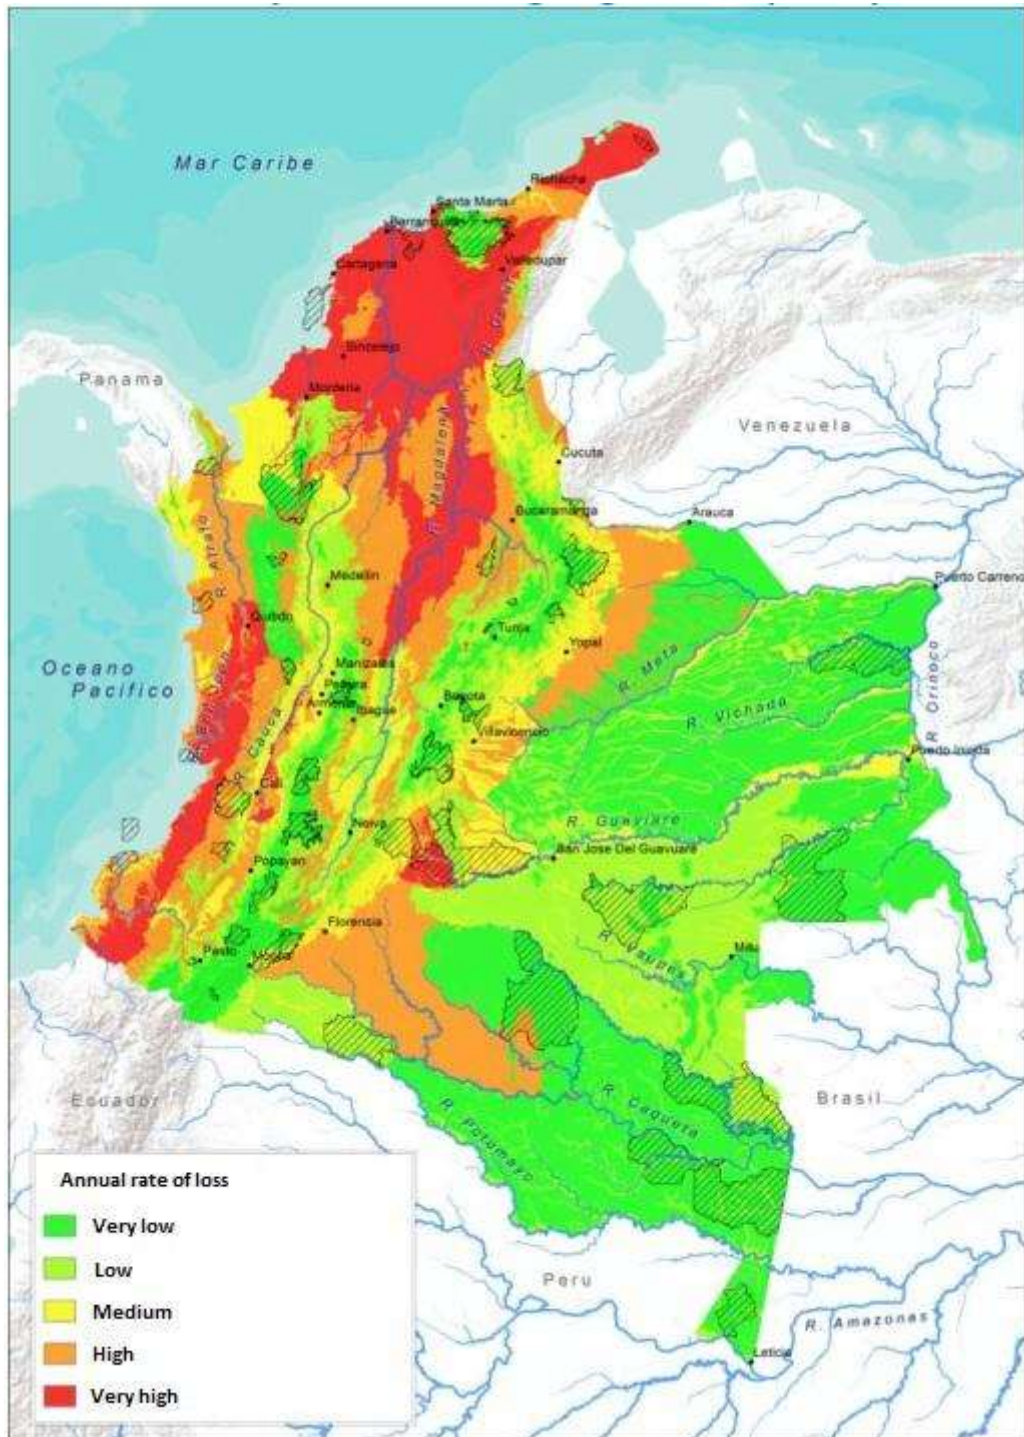 Mar Caribe
Riohacha
Santa Marta
Cartagena
Valledupar
Sincelejo
Panama
Monteria
R. Magdalena
Venezuela
Cucuta
Bucaramanga
Arauca
R. Atrato
Medellin
Puerto Carreno
Quibdo
Tunja
Yopal
Oceano
Pacifico
Manizales
Pereira
Armenia
Ibague
Bogota
R. Meta
R. Vichada
R. Orinoco
R. Cauca
Villavicencio
Puerto Inirida
Cali
Neiva
R. Guaviare
San Jose Del Guavuare
Popayan
Florencia
Pasto
Mocoa
R. Vaupes
Mitu
Ecuador
R. Caqueta
Brasil
R. Putumayo
Annual rate of loss
Very low
Low
Medium
High
Very high
Peru
R. Amazonas
Leticia